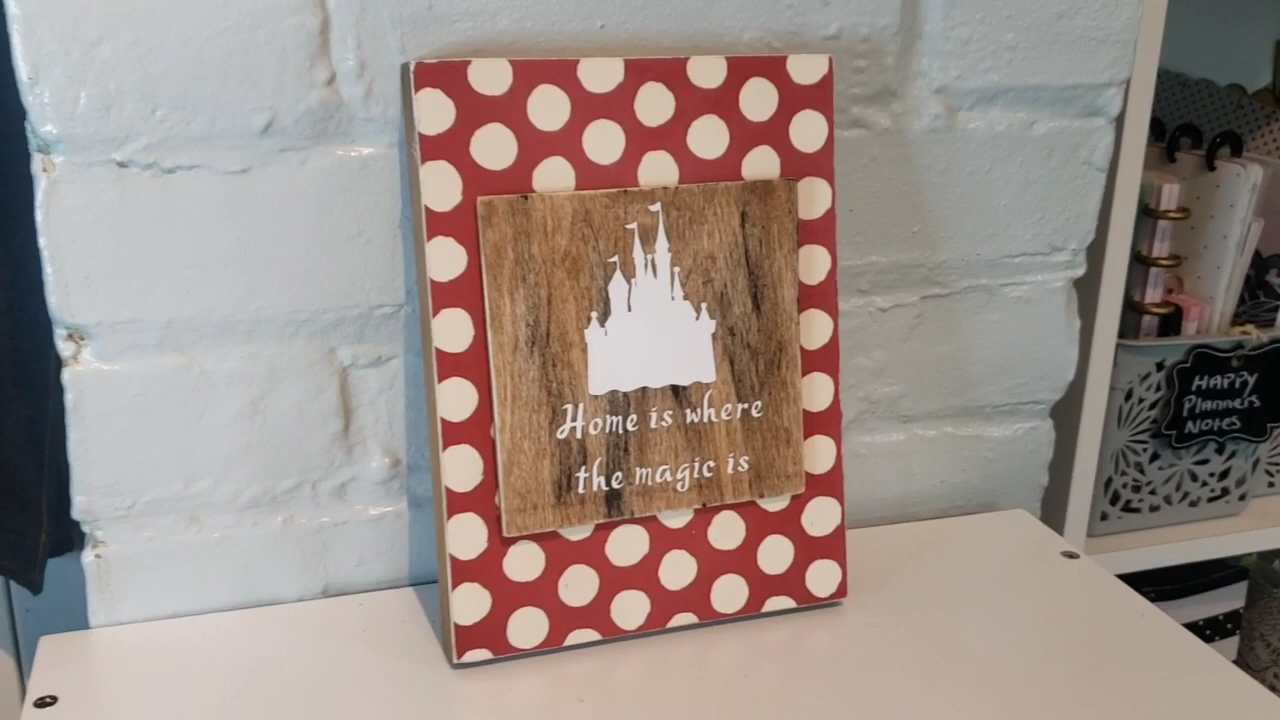 Home is where
the magic is
HAPPY
Planners
Notes